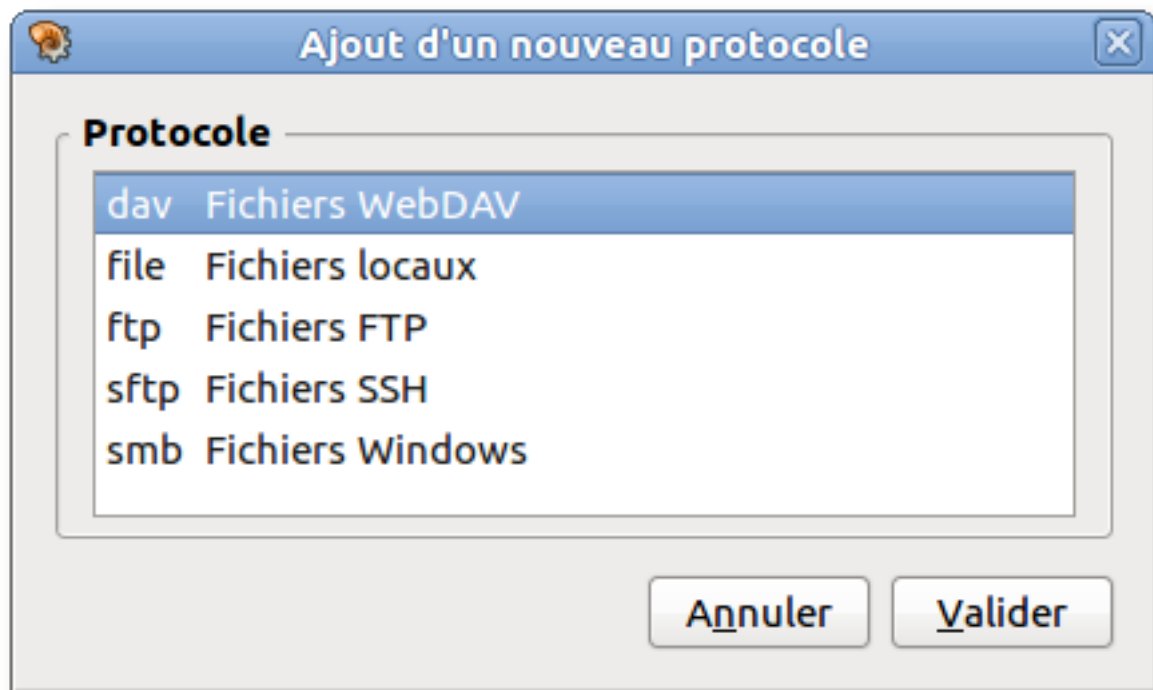 Ajout d'un nouveau protocole
Protocole
dav Fichiers WebDAV
file Fichiers locaux
ftp Fichiers FTP
sftp Fichiers SSH
smb Fichiers Windows
Annuler Valider